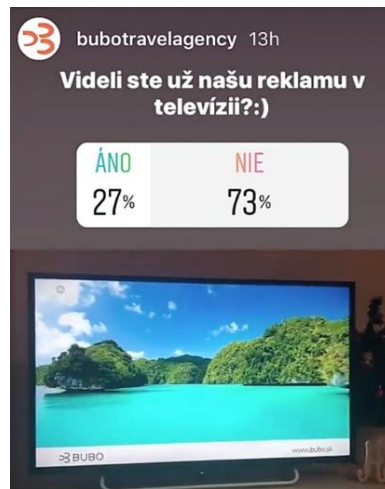 bubotravelagency 13h
Videli ste už našu reklamu v
televízii?:)
ÁNO NIE
27% 73%
BUBO
www.bubo.sk